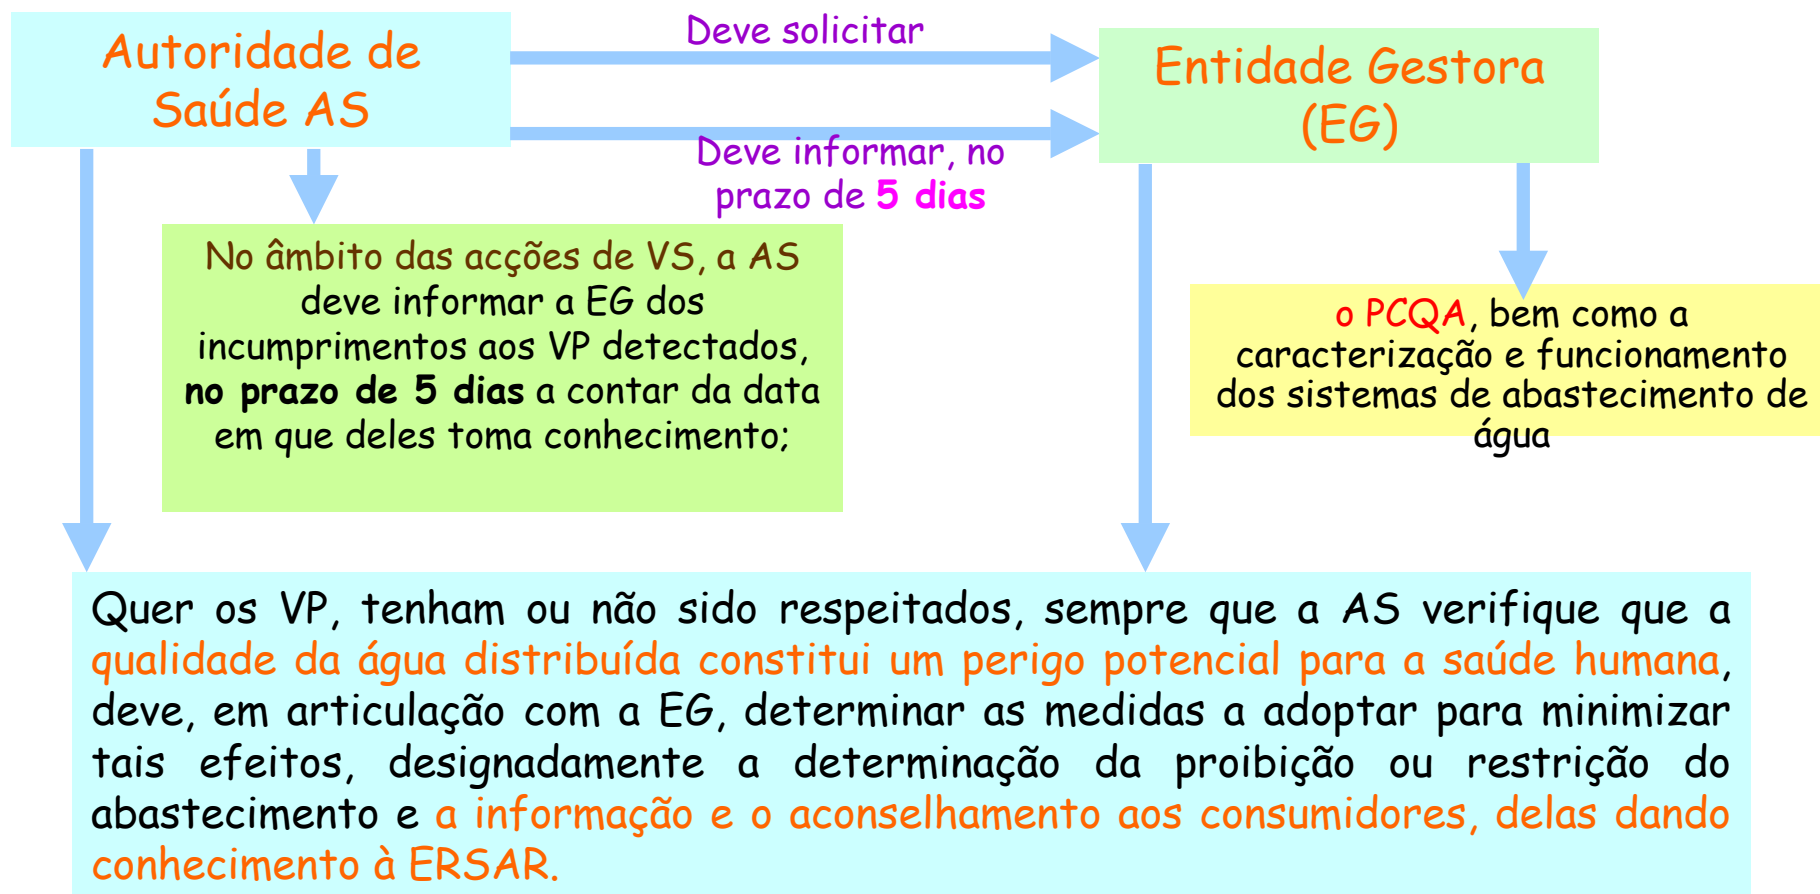 Autoridade de
Saúde AS
Deve solicitar
Entidade Gestora
(EG)
Deve informar, no
prazo de 5 dias
No âmbito das acções de VS, a AS
deve informar a EG dos
incumprimentos aos VP detectados,
no prazo de 5 dias a contar da data
em que deles toma conhecimento;
o PCQA, bem como a
caracterização e funcionamento
dos sistemas de abastecimento de
água
Quer os VP, tenham ou não sido respeitados, sempre que a AS verifique que a
qualidade da água distribuída constitui um perigo potencial para a saúde humana,
deve, em articulação com a EG, determinar as medidas a adoptar para minimizar
tais efeitos, designadamente a determinação da proibição ou restrição do
abastecimento e a informação e o aconselhamento aos consumidores, delas dando
conhecimento à ERSAR.